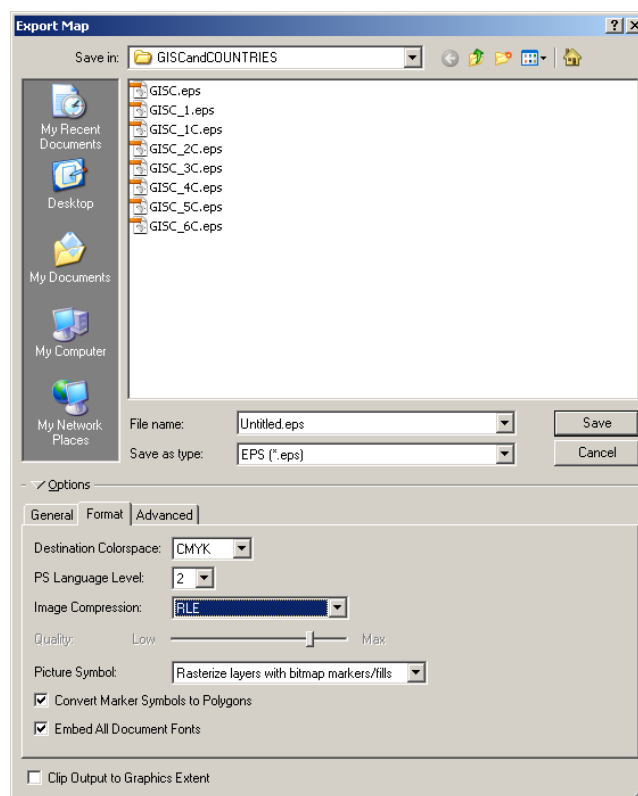 Export Map
Save in: GISCandCOUNTRIES
My Recent
Documents
Desktop
My Documents
My Computer
My Network
Places
GISC.eps
GISC_1.eps
GISC_1C.eps
GISC_2C.eps
GISC_3C.eps
GISC_4C.eps
GISC_5C.eps
GISC_6C.eps
File name: Untitled.eps Save
Save as type: EPS (*.eps) Cancel
Options
General Format Advanced
Destination Colorspace: CMYK
PS Language Level: 2
Image Compression: RLE
Quality: Low Max
Picture Symbol: Rasterize layers with bitmap markers/fills
Convert Marker Symbols to Polygons
Embed All Document Fonts
Clip Output to Graphics Extent